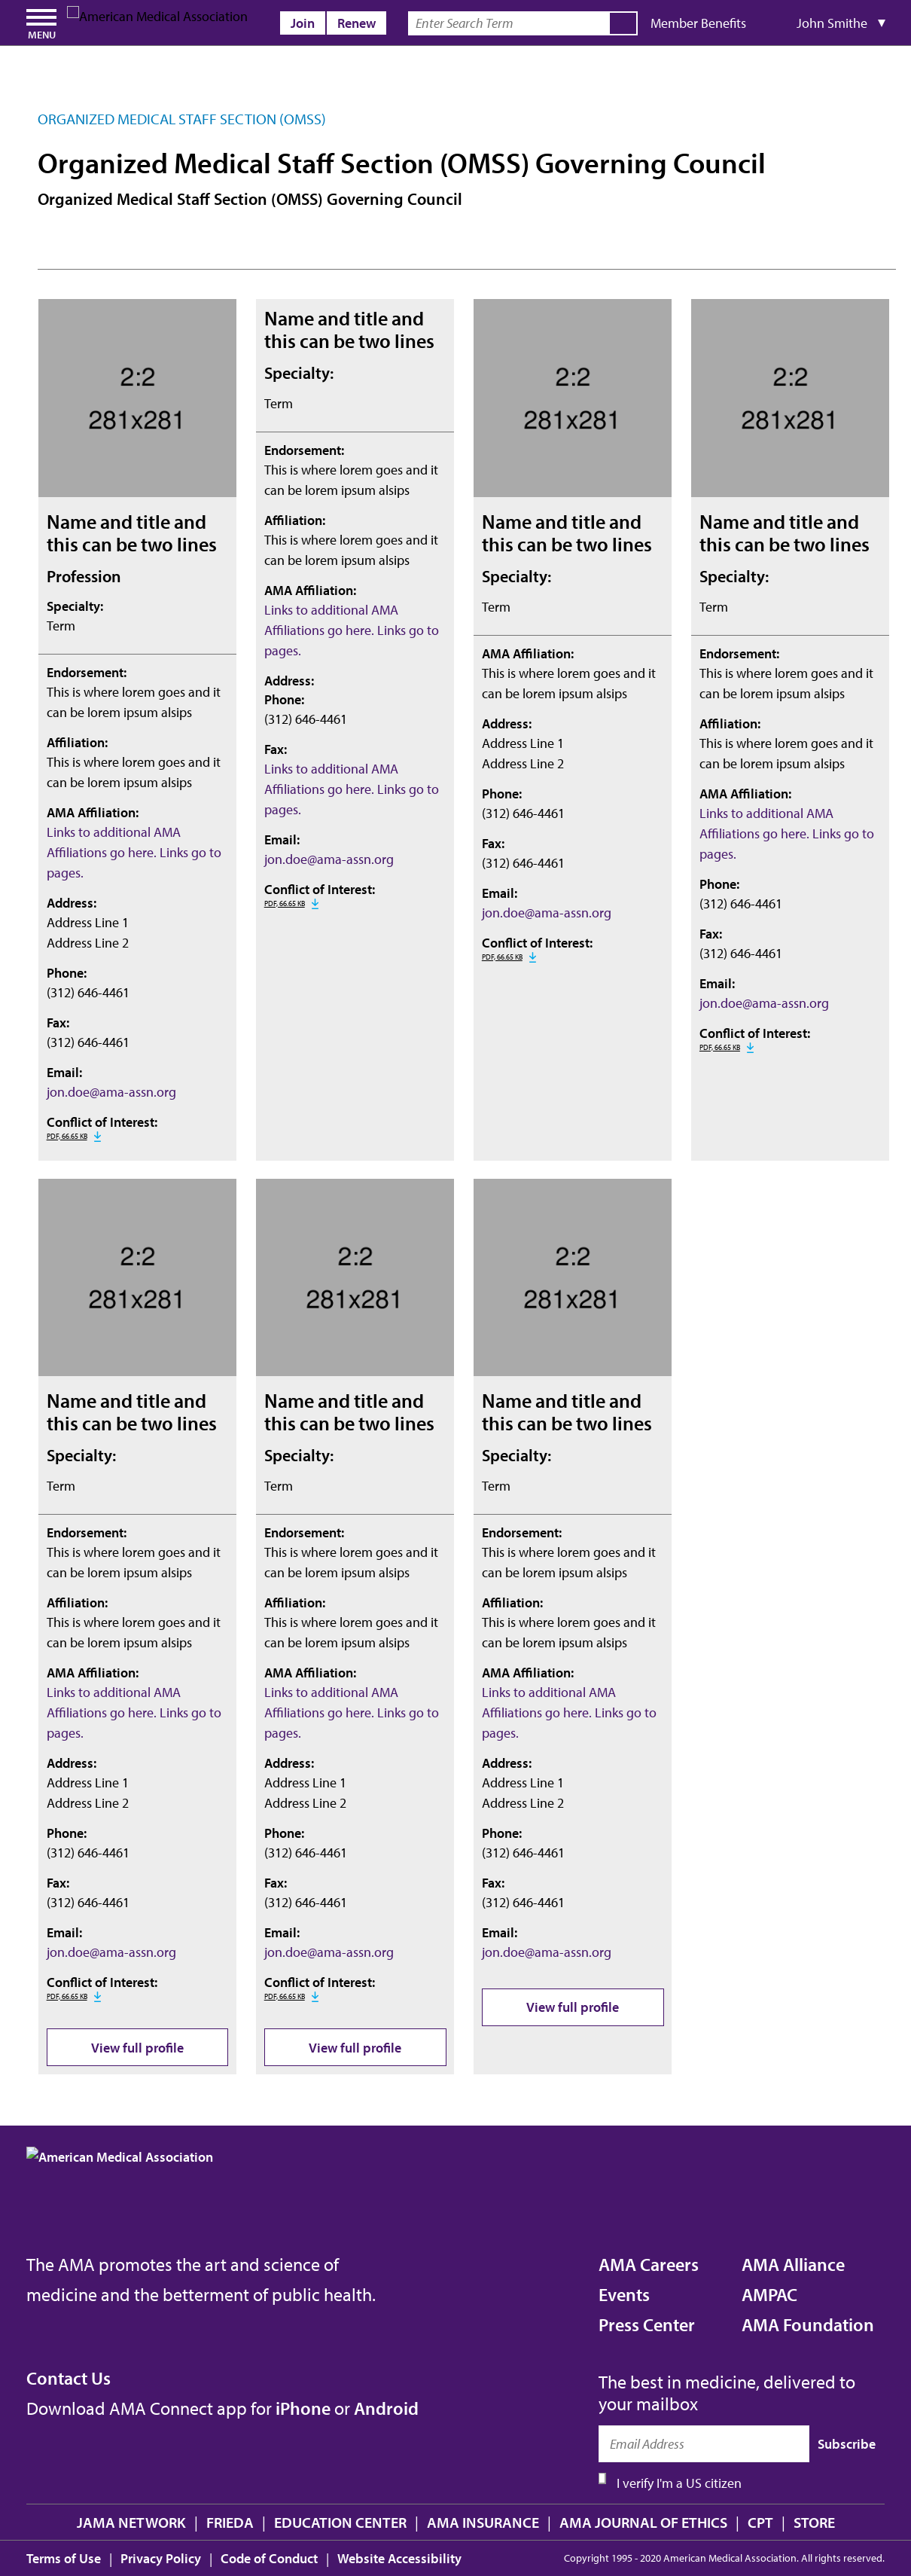 MENU
American Medical Association
Join
Renew
Enter Search Term
Member Benefits
John Smithe ▼
ORGANIZED MEDICAL STAFF SECTION (OMSS)
Organized Medical Staff Section (OMSS) Governing Council
Organized Medical Staff Section (OMSS) Governing Council
2:2
281x281
Name and title and
this can be two lines
Profession
Specialty:
Term
Endorsement:
This is where lorem goes and it
can be lorem ipsum alsips
Affiliation:
This is where lorem goes and it
can be lorem ipsum alsips
AMA Affiliation:
Links to additional AMA
Affiliations go here. Links go to
pages.
Address:
Address Line 1
Address Line 2
Phone:
(312) 646-4461
Fax:
(312) 646-4461
Email:
jon.doe@ama-assn.org
Conflict of Interest:
PDF, 66.65 KB
Name and title and
this can be two lines
Specialty:
Term
Endorsement:
This is where lorem goes and it
can be lorem ipsum alsips
Affiliation:
This is where lorem goes and it
can be lorem ipsum alsips
AMA Affiliation:
Links to additional AMA
Affiliations go here. Links go to
pages.
Address:
Phone:
(312) 646-4461
Fax:
Links to additional AMA
Affiliations go here. Links go to
pages.
Email:
jon.doe@ama-assn.org
Conflict of Interest:
PDF, 66.65 KB
2:2
281x281
Name and title and
this can be two lines
Specialty:
Term
AMA Affiliation:
This is where lorem goes and it
can be lorem ipsum alsips
Address:
Address Line 1
Address Line 2
Phone:
(312) 646-4461
Fax:
(312) 646-4461
Email:
jon.doe@ama-assn.org
Conflict of Interest:
PDF, 66.65 KB
2:2
281x281
Name and title and
this can be two lines
Specialty:
Term
Endorsement:
This is where lorem goes and it
can be lorem ipsum alsips
Affiliation:
This is where lorem goes and it
can be lorem ipsum alsips
AMA Affiliation:
Links to additional AMA
Affiliations go here. Links go to
pages.
Phone:
(312) 646-4461
Fax:
(312) 646-4461
Email:
jon.doe@ama-assn.org
Conflict of Interest:
PDF, 66.65 KB
2:2
281x281
Name and title and
this can be two lines
Specialty:
Term
Endorsement:
This is where lorem goes and it
can be lorem ipsum alsips
Affiliation:
This is where lorem goes and it
can be lorem ipsum alsips
AMA Affiliation:
Links to additional AMA
Affiliations go here. Links go to
pages.
Address:
Address Line 1
Address Line 2
Phone:
(312) 646-4461
Fax:
(312) 646-4461
Email:
jon.doe@ama-assn.org
Conflict of Interest:
PDF, 66.65 KB
View full profile
2:2
281x281
Name and title and
this can be two lines
Specialty:
Term
Endorsement:
This is where lorem goes and it
can be lorem ipsum alsips
Affiliation:
This is where lorem goes and it
can be lorem ipsum alsips
AMA Affiliation:
Links to additional AMA
Affiliations go here. Links go to
pages.
Address:
Address Line 1
Address Line 2
Phone:
(312) 646-4461
Fax:
(312) 646-4461
Email:
jon.doe@ama-assn.org
Conflict of Interest:
PDF, 66.65 KB
View full profile
2:2
281x281
Name and title and
this can be two lines
Specialty:
Term
Endorsement:
This is where lorem goes and it
can be lorem ipsum alsips
Affiliation:
This is where lorem goes and it
can be lorem ipsum alsips
AMA Affiliation:
Links to additional AMA
Affiliations go here. Links go to
pages.
Address:
Address Line 1
Address Line 2
Phone:
(312) 646-4461
Fax:
(312) 646-4461
Email:
jon.doe@ama-assn.org
View full profile
American Medical Association
The AMA promotes the art and science of
medicine and the betterment of public health.
Contact Us
Download AMA Connect app for iPhone or Android
AMA Careers
Events
Press Center
AMA Alliance
AMPAC
AMA Foundation
The best in medicine, delivered to
your mailbox
Email Address
Subscribe
I verify I'm a US citizen
JAMA NETWORK | FRIEDA | EDUCATION CENTER | AMA INSURANCE | AMA JOURNAL OF ETHICS | CPT | STORE
Terms of Use | Privacy Policy | Code of Conduct | Website Accessibility
Copyright 1995 - 2020 American Medical Association. All rights reserved.